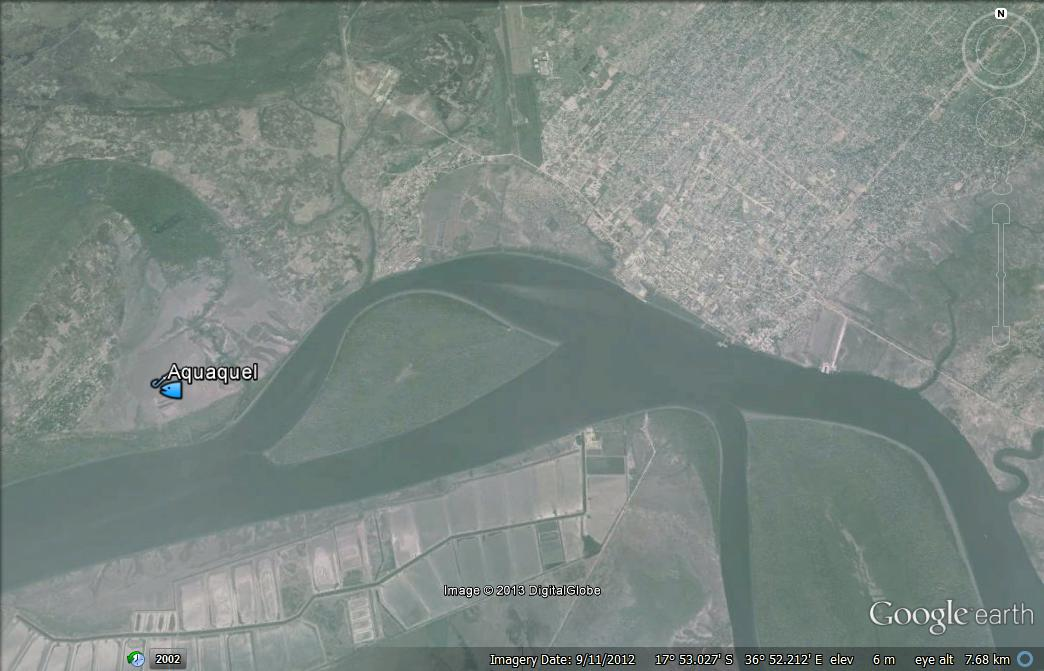 N
Aquaquel
Image © 2013 DigitalGlobe
Google earth
2002
Imagery Date: 9/11/2012 17° 53.027' S 36° 52.212' E elev 6 m eye alt 7.68 km